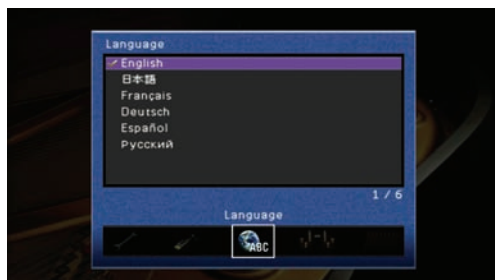 Language
English
日本語
Français
Deutsch
Español
Русский
1 / 6
Language
ABC